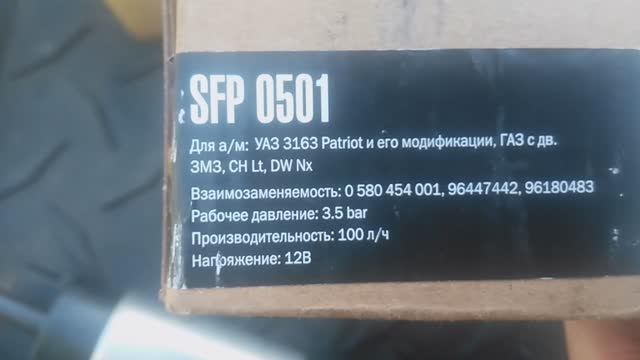 SFP 0501
Для а/м: УАЗ 3163 Patriot и его модификации, ГАЗ с дв.
ЗМЗ, CH Lt, DW Nx
Взаимозаменяемость: 0 580 454 001, 96447442, 96180483
Рабочее давление: 3.5 bar
Производительность: 100 л/ч
Напряжение: 12В